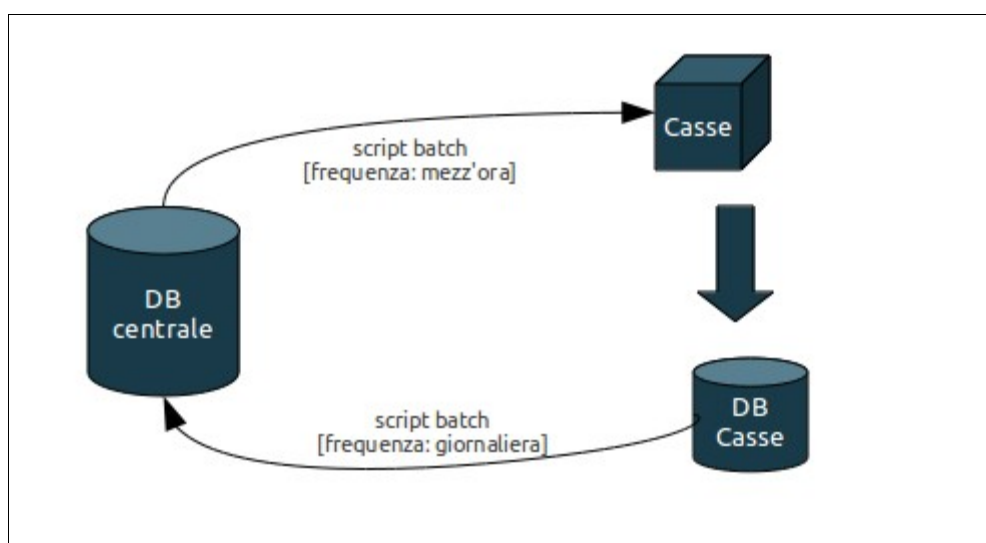 Casse
script batch
[frequenza: mezz'ora]
DB
centrale
DB
Casse
script batch
[frequenza: giornaliera]